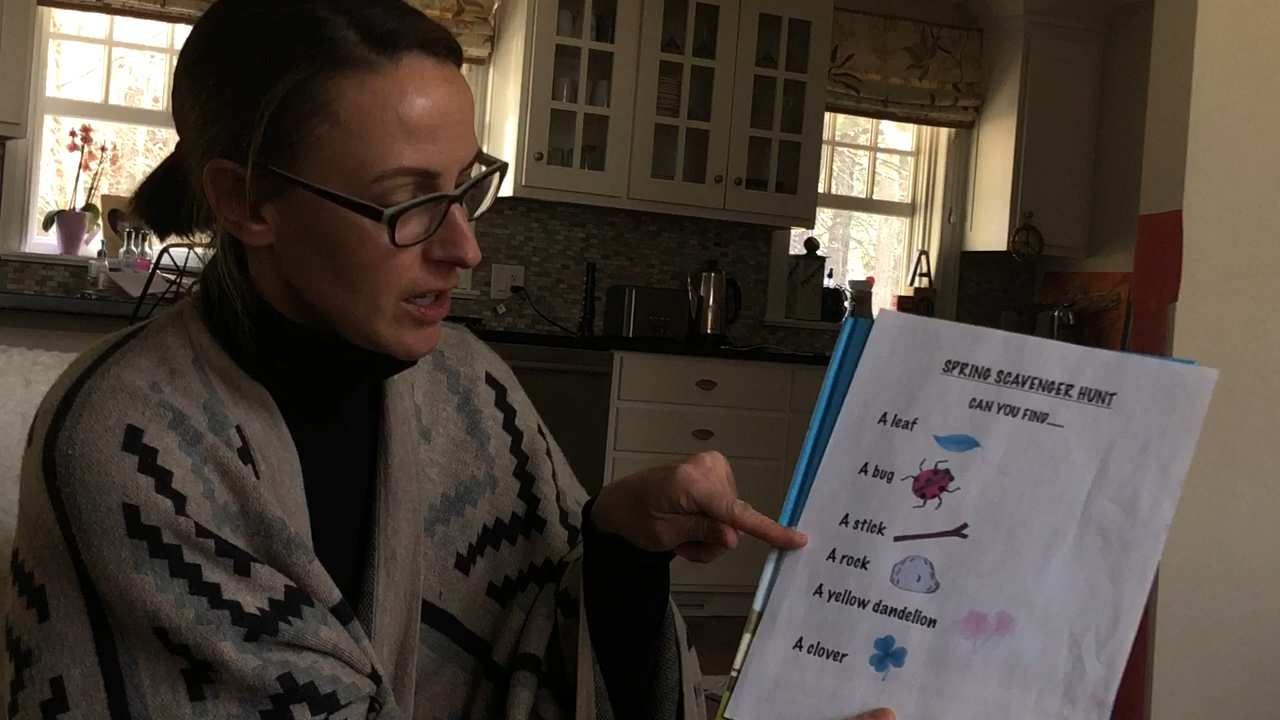 SPRING SCAVENGER HUNT
CAN YOU FIND....
A leaf
A bug
A stick
A rock
A yellow dandelion
A clover
A